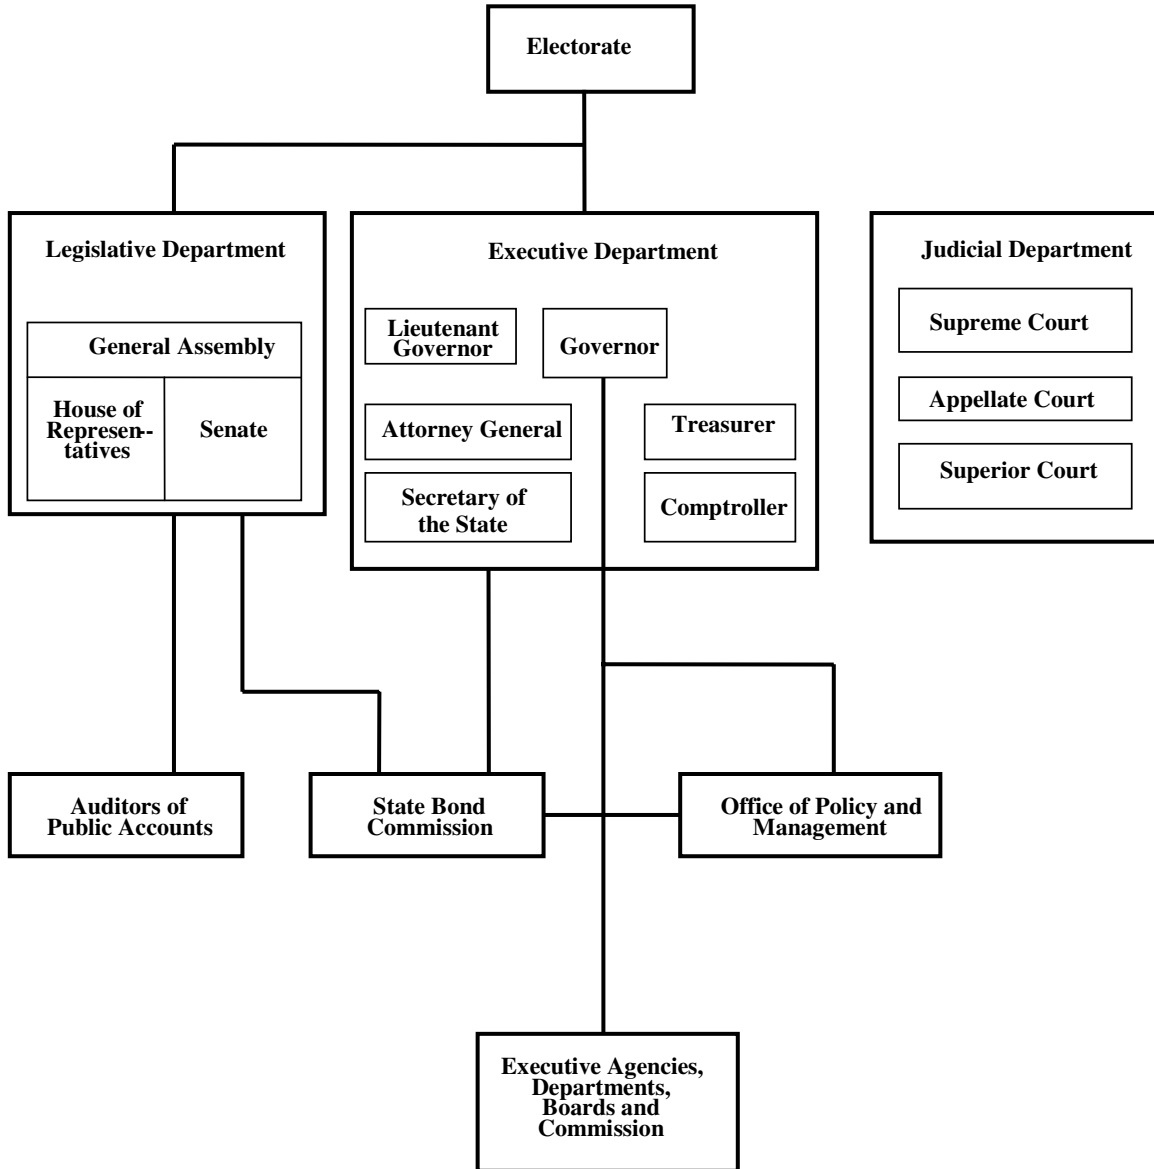 Electorate
Legislative Department
General Assembly
House of
Represen--
tatives
Senate
Executive Department
Lieutenant
Governor
Governor
Attorney General
Treasurer
Secretary of
the State
Comptroller
Judicial Department
Supreme Court
Appellate Court
Superior Court
Auditors of
Public Accounts
State Bond
Commission
Office of Policy and
Management
Executive Agencies,
Departments,
Boards and
Commission